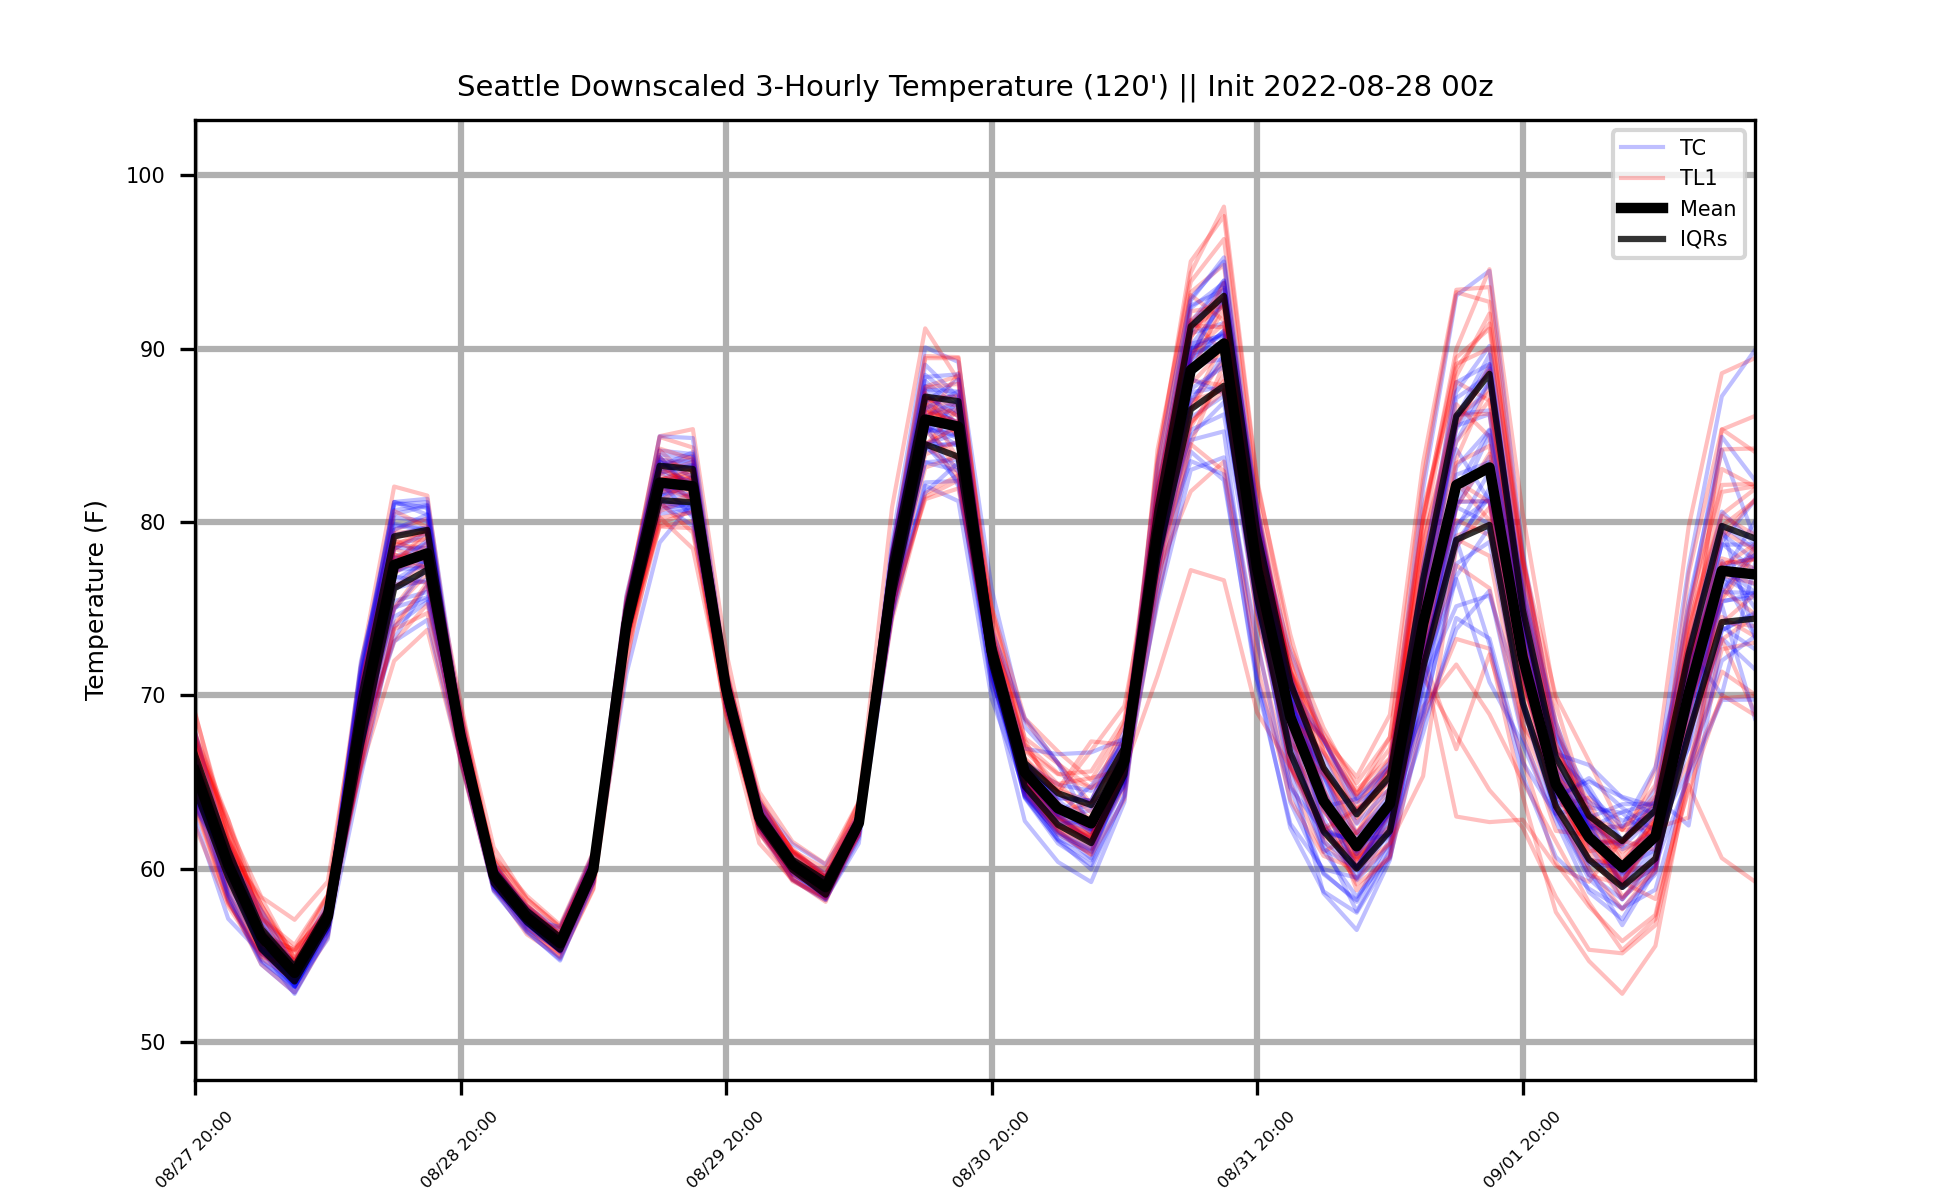 Seattle Downscaled 3-Hourly Temperature (120') || Init 2022-08-28 00z
TC
TL1
Mean
IQRs
Temperature (F)
100
90
80
70
60
50
08/27 20:00
08/28 20:00
08/29 20:00
08/30 20:00
08/31 20:00
09/01 20:00